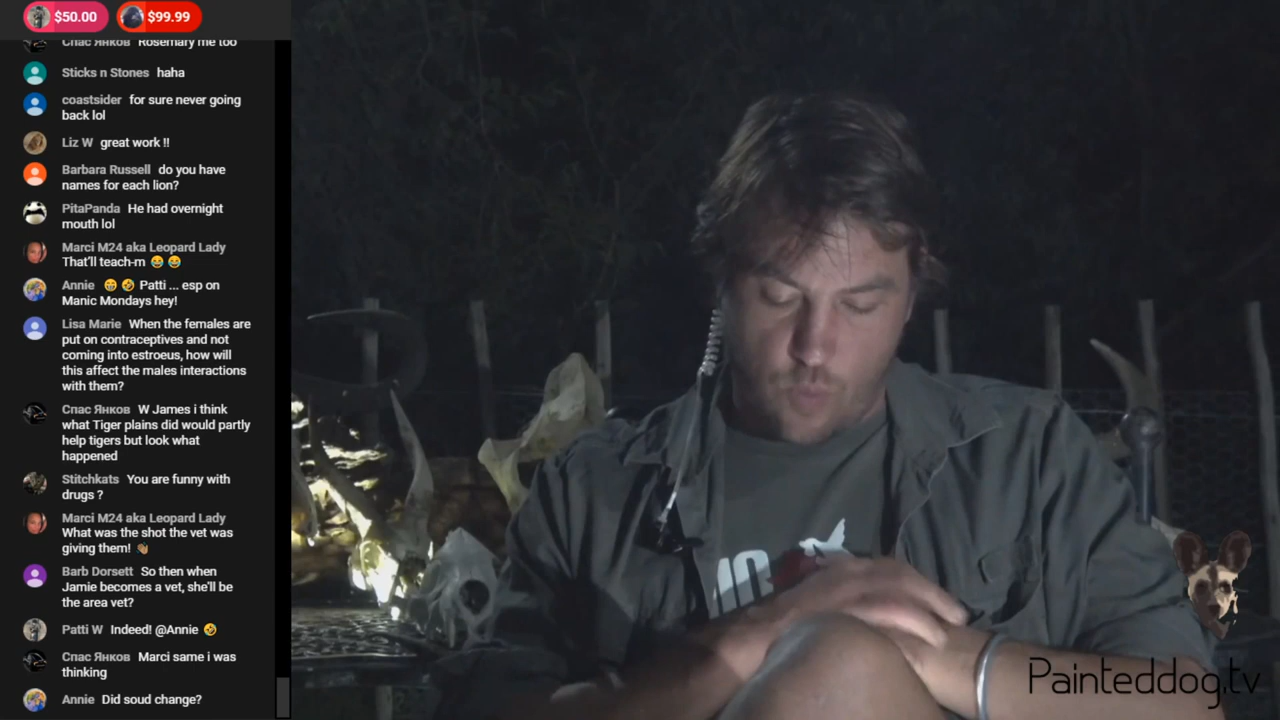 $50.00 $99.99
Спас Янков Rosemary me too
Sticks n Stones haha
coastsider for sure never going
back lol
Liz W great work !!
Barbara Russell do you have
names for each lion?
PitaPanda He had overnight
mouth lol
Marci M24 aka Leopard Lady
That'll teach-m 😂 😂
Annie 😁 🤣 Patti ... esp on
Manic Mondays hey!
Lisa Marie When the females are
put on contraceptives and not
coming into estroeus, how will
this affect the males interactions
with them?
Спас Янков W James i think
what Tiger plains did would partly
help tigers but look what
happened
Stitchkats You are funny with
drugs ?
Marci M24 aka Leopard Lady
What was the shot the vet was
giving them! 👏🏽
Barb Dorsett So then when
Jamie becomes a vet, she'll be
the area vet?
Patti W Indeed! @Annie 🤣
Спас Янков Marci same i was
thinking
Annie Did soud change?
Painteddog.tv